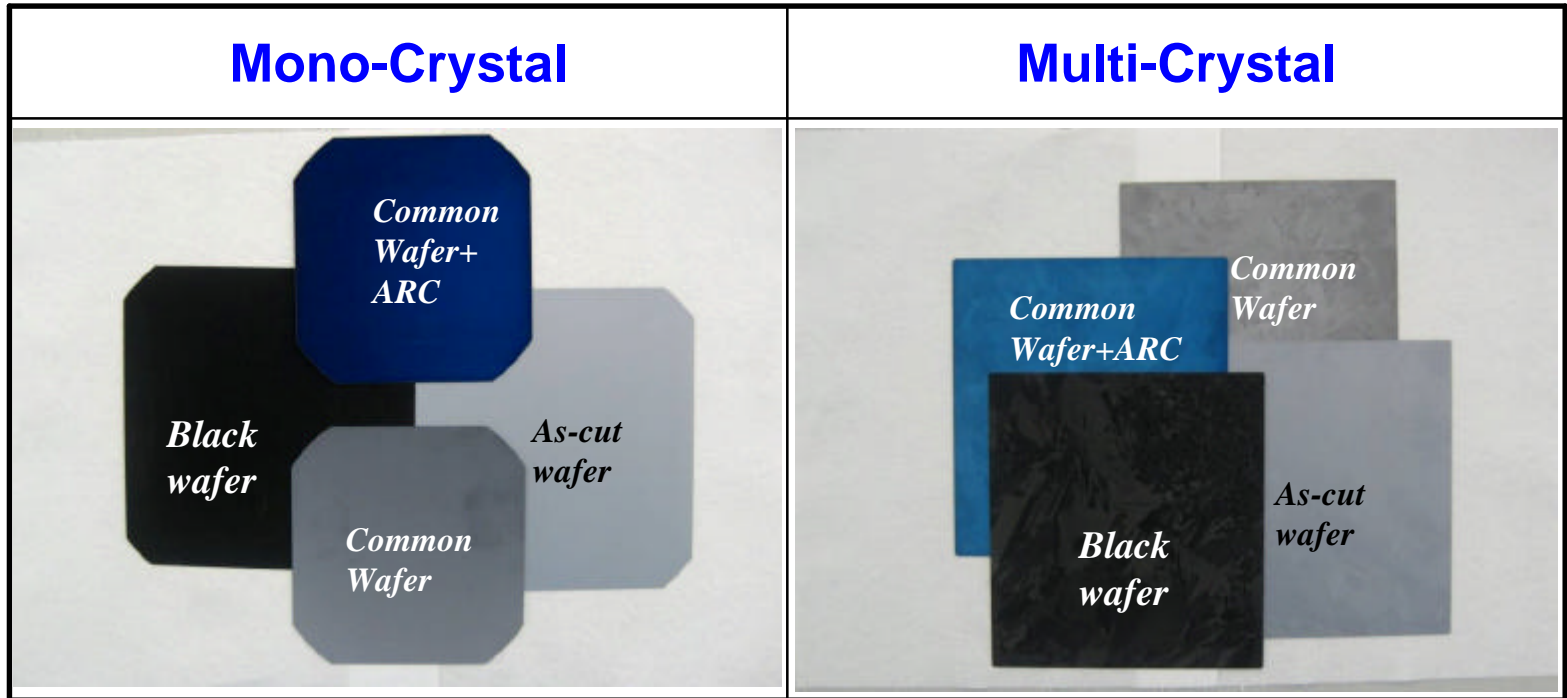 Mono-Crystal
Multi-Crystal
Common
Wafer+
ARC
Black
wafer
As-cut
wafer
Common
Wafer
Common
Wafer
Common
Wafer+ARC
As-cut
wafer
Black
wafer